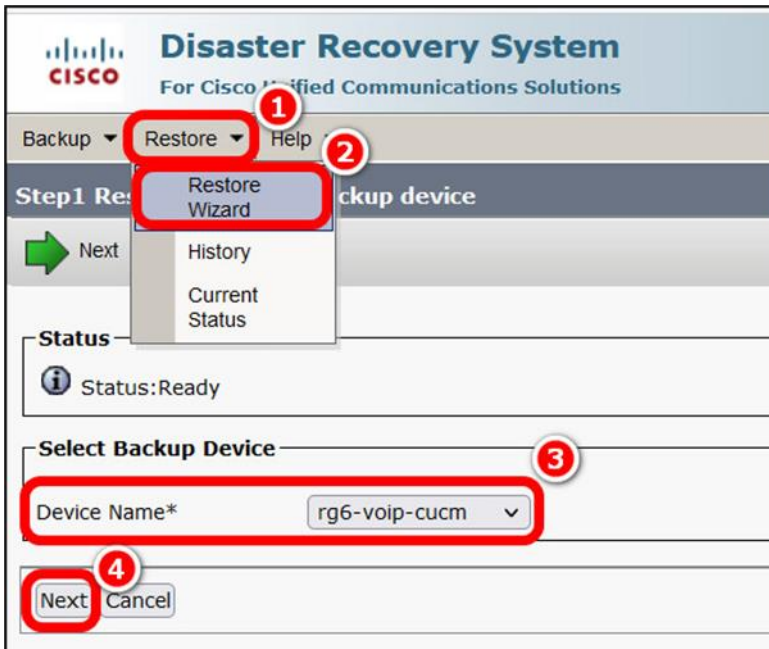 CISCO
Disaster Recovery System
For Cisco Unified Communications Solutions
1
Backup Restore Help
2
Step1 Res ckup device
Restore
Wizard
Next
History
Current
Status
Status
Status:Ready
Select Backup Device
3
Device Name* rg6-voip-cucm
4
Next Cancel